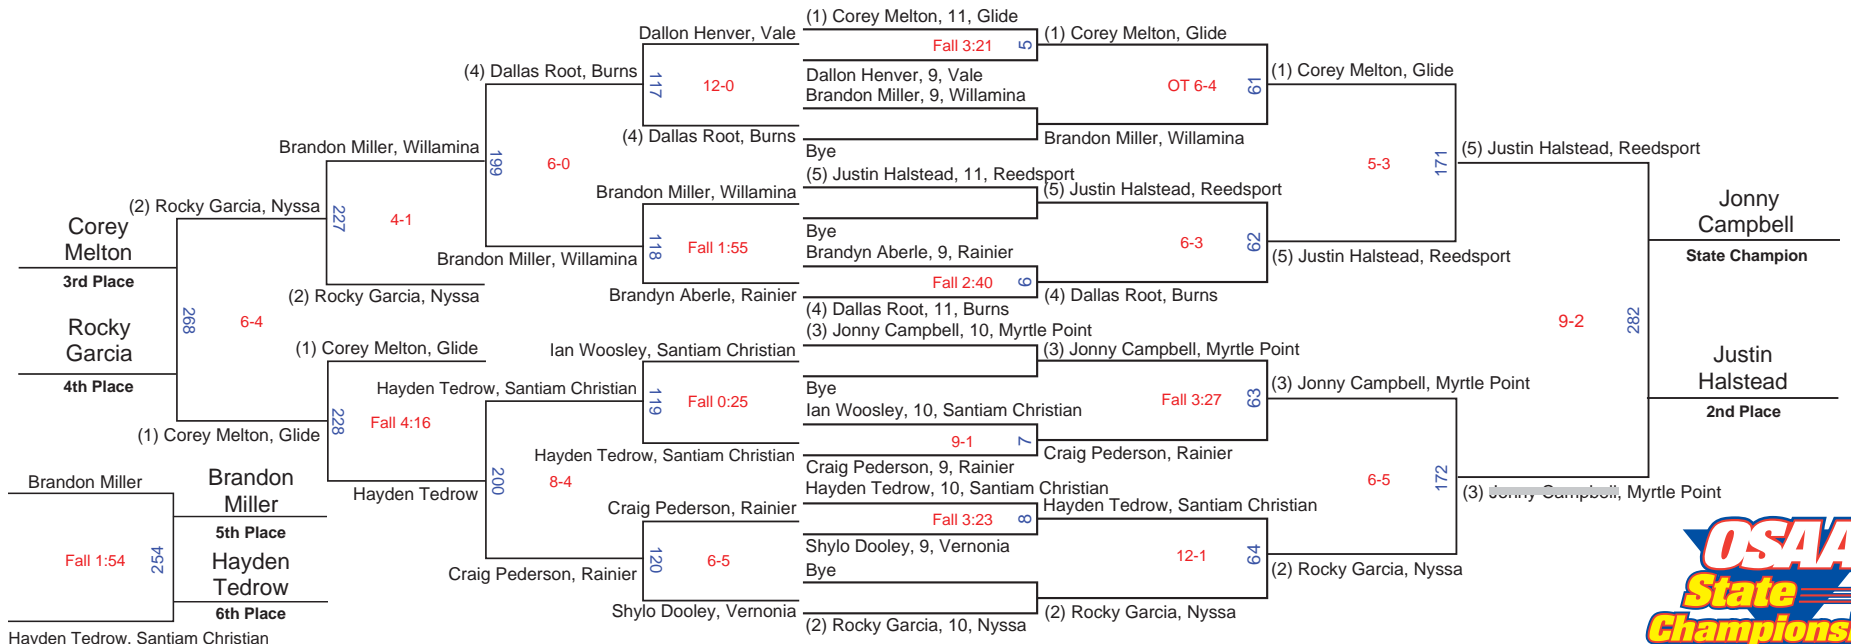 (1) Corey Melton, 11, Glide
Dallon Henver, Vale
Fall 3:21
5
(1) Corey Melton, Glide
(4) Dallas Root, Burns
117
12-0
Dallon Henver, 9, Vale
Brandon Miller, 9, Willamina
OT 6-4
61
(1) Corey Melton, Glide
(4) Dallas Root, Burns
Brandon Miller, Willamina
Bye
Brandon Miller, Willamina
199
6-0
5-3
171
(5) Justin Halstead, Reedsport
(5) Justin Halstead, 11, Reedsport
Brandon Miller, Willamina
(5) Justin Halstead, Reedsport
(2) Rocky Garcia, Nyssa
227
4-1
Jonny
Campbell
State Champion
Corey
Melton
3rd Place
Bye
Brandyn Aberle, 9, Rainier
118
Fall 1:55
6-3
62
Brandon Miller, Willamina
(5) Justin Halstead, Reedsport
Fall 2:40
6
(2) Rocky Garcia, Nyssa
Brandyn Aberle, Rainier
(4) Dallas Root, Burns
(4) Dallas Root, 11, Burns
(3) Jonny Campbell, 10, Myrtle Point
268
6-4
9-2
282
Rocky
Garcia
4th Place
(1) Corey Melton, Glide
Ian Woosley, Santiam Christian
(3) Jonny Campbell, Myrtle Point
Justin
Halstead
2nd Place
Hayden Tedrow, Santiam Christian
Bye
(3) Jonny Campbell, Myrtle Point
119
Fall 0:25
Ian Woosley, 10, Santiam Christian
Fall 3:27
63
228
Fall 4:16
(1) Corey Melton, Glide
9-1
7
Hayden Tedrow, Santiam Christian
Craig Pederson, Rainier
Craig Pederson, 9, Rainier
Brandon Miller
Brandon
Miller
5th Place
Hayden Tedrow
200
8-4
Hayden Tedrow, 10, Santiam Christian
6-5
172
(3) Jonny Campbell, Myrtle Point
Craig Pederson, Rainier
Fall 3:23
8
Hayden Tedrow, Santiam Christian
Fall 1:54
254
Hayden
Tedrow
6th Place
Shylo Dooley, 9, Vernonia
120
6-5
12-1
64
Craig Pederson, Rainier
Bye
(2) Rocky Garcia, Nyssa
Shylo Dooley, Vernonia
(2) Rocky Garcia, Nyssa
(2) Rocky Garcia, 10, Nyssa
Hayden Tedrow, Santiam Christian
OSAA
State
Champions